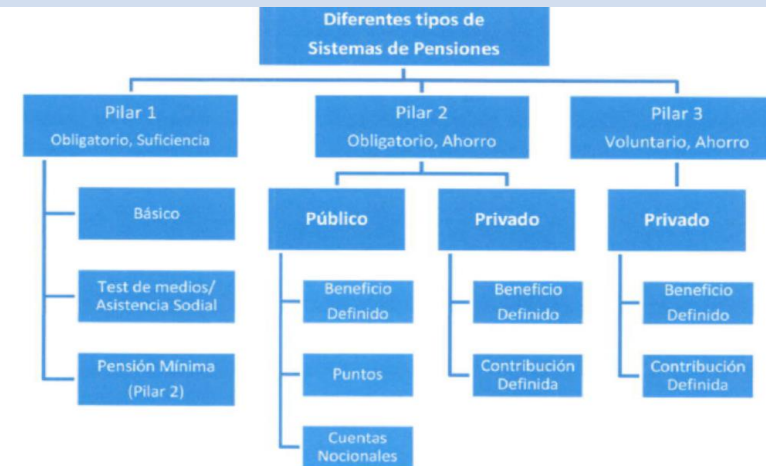 Diferentes tipos de
Sistemas de Pensiones
Pilar 1
Obligatorio, Suficiencia
Básico
Test de medios/
Asistencia Sodial
Pensión Mínima
(Pilar 2)
Pilar 2
Obligatorio, Ahorro
Público
Beneficio
Definido
Puntos
Cuentas
Nocionales
Privado
Beneficio
Definido
Contribución
Definida
Pilar 3
Voluntario, Ahorro
Privado
Beneficio
Definido
Contribución
Definida